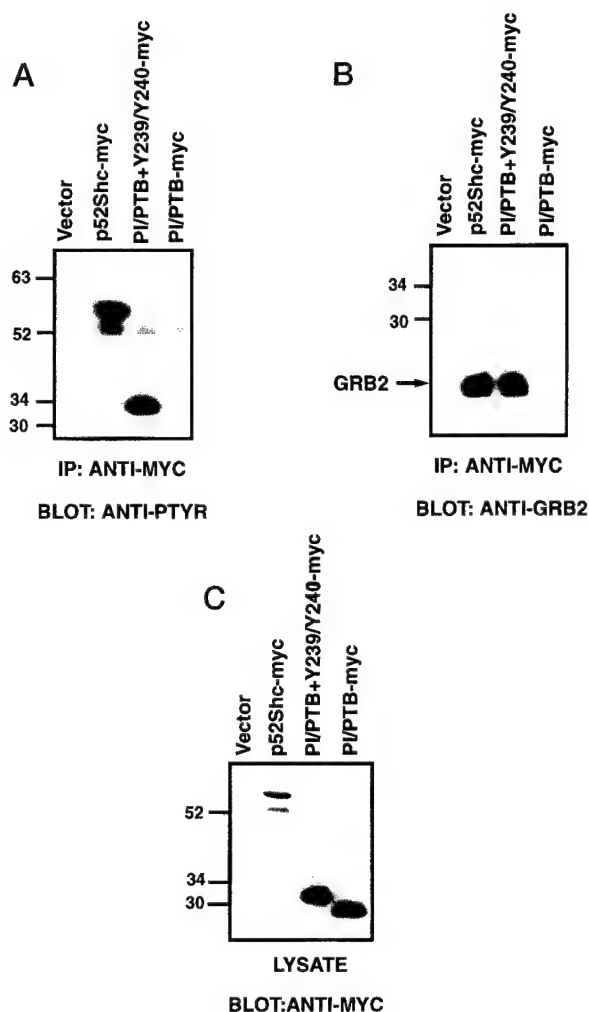 A
Vector
p52Shc-myc
PI/PTB+Y239/Y240-myc
PI/PTB-myc
63
52
34
30
IP: ANTI-MYC
BLOT: ANTI-PTYR
B
Vector
p52Shc-myc
PI/PTB+Y239/Y240-myc
PI/PTB-myc
34
30
GRB2
IP: ANTI-MYC
BLOT: ANTI-GRB2
C
Vector
p52Shc-myc
PI/PTB+Y239/Y240-myc
PI/PTB-myc
52
34
30
LYSATE
BLOT:ANTI-MYC